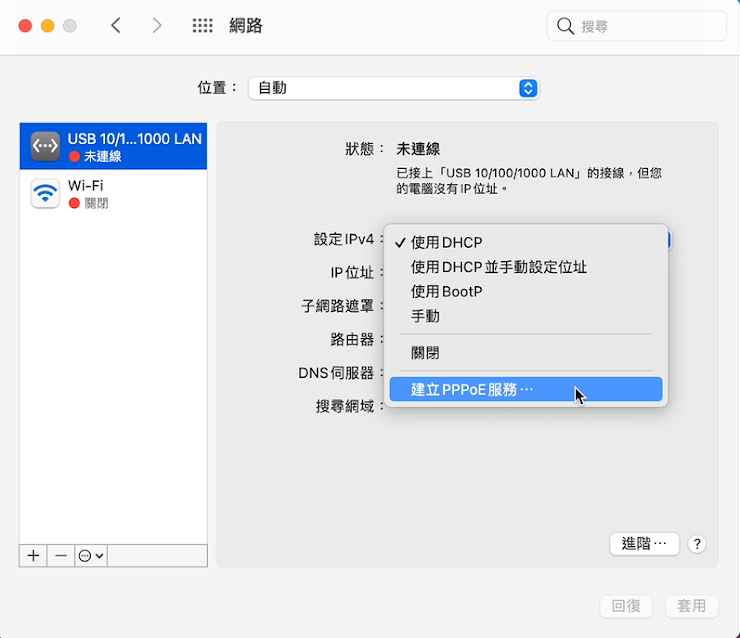 網路
搜尋
位置：
自動
USB 10/1...1000 LAN
未連線
Wi-Fi
關閉
狀態：
未連線
已接上「USB 10/100/1000 LAN」的接線，但您
的電腦沒有 IP 位址。
設定 IPv4：
✓ 使用 DHCP
使用 DHCP 並手動設定位址
使用 BootP
手動
關閉
建立 PPPoE 服務⋯
IP 位址：
子網路遮罩：
路由器：
DNS 伺服器：
搜尋網域：
進階⋯
?
回復
套用